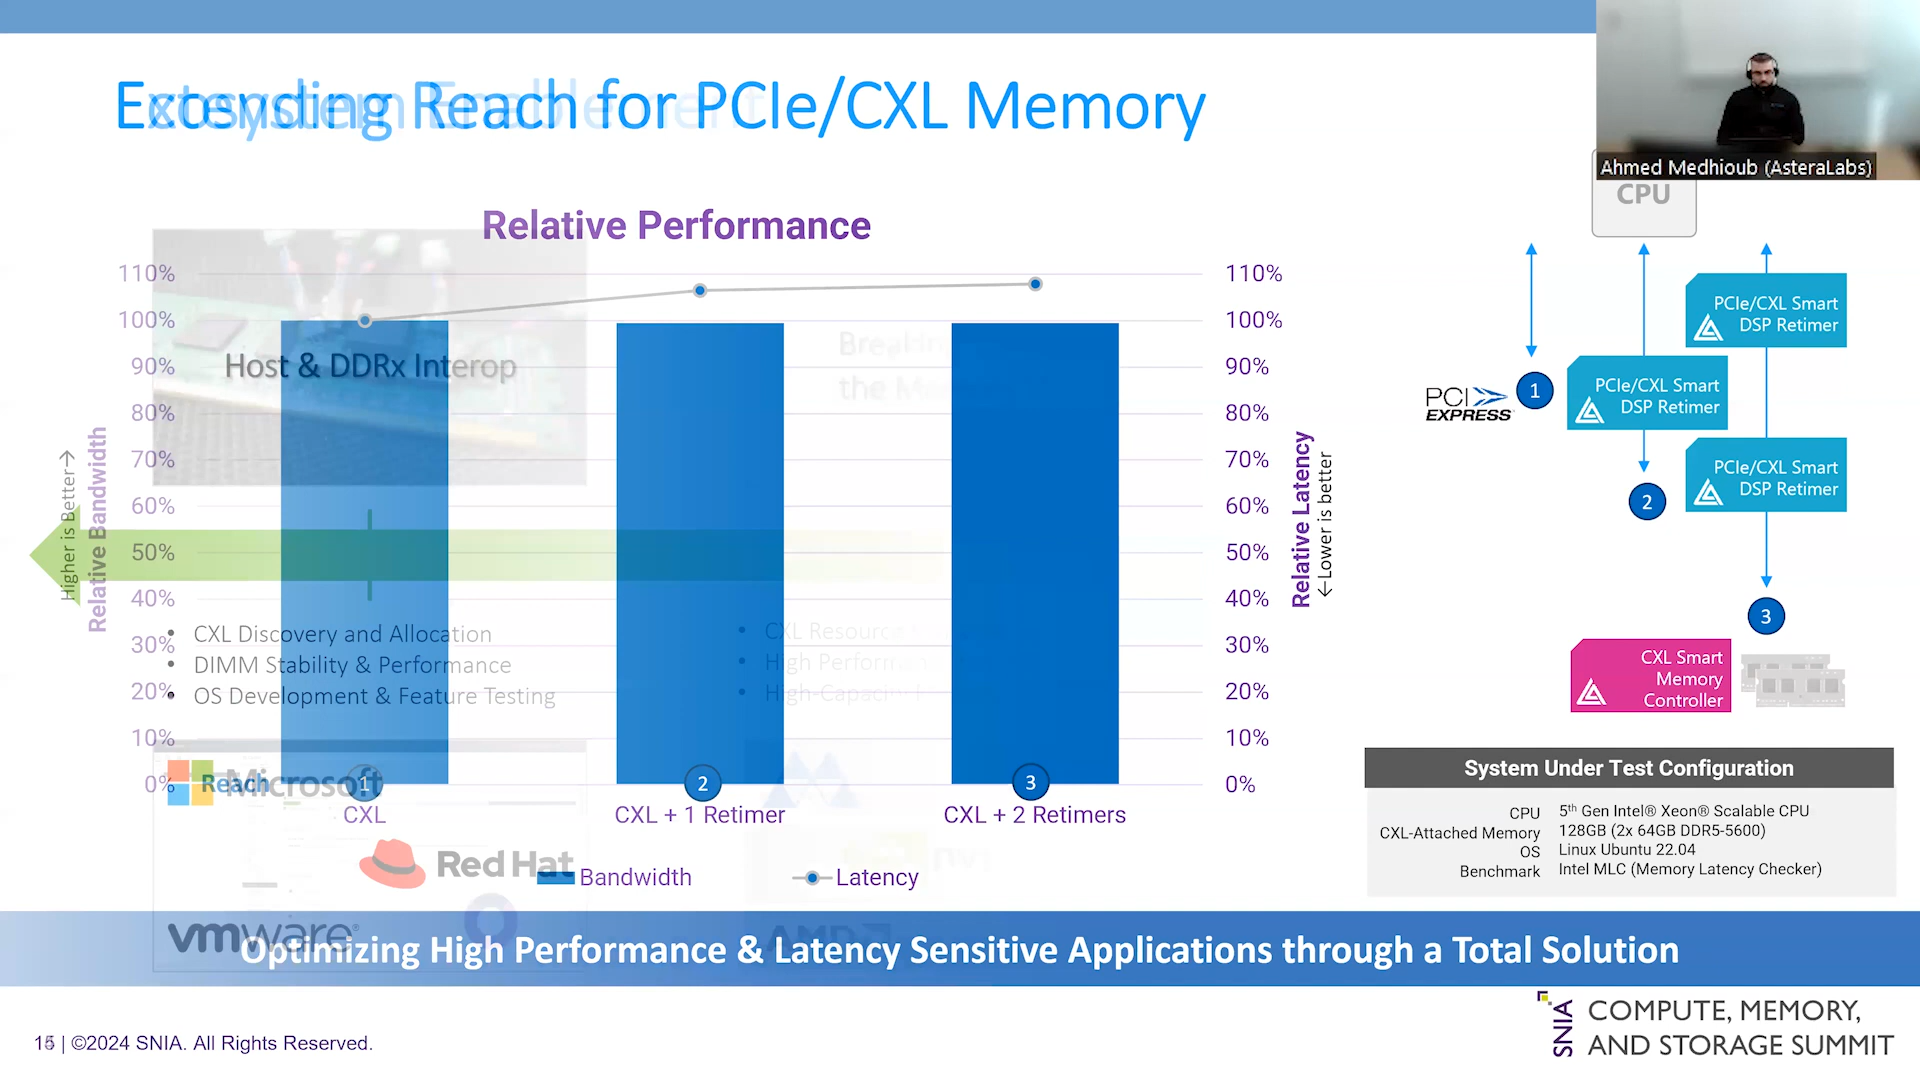 Extending Reach for PCIe/CXL Memory
Ahmed Medhioub (AsteraLabs)
CPU
Relative Performance
110%
100%
90%
80%
70%
60%
50%
40%
30%
20%
10%
0%
Higher is Better→
Relative Bandwidth
110%
100%
90%
80%
70%
60%
50%
40%
30%
20%
10%
0%
Relative Latency
←Lower is better
Host & DDRx Interop
• CXL Discovery and Allocation
• DIMM Stability & Performance
• OS Development & Feature Testing
• CXL Resource
• High
• High-Capacity
Reach
Microsoft
Red Hat
vmware
1
2
3
CXL
CXL + 1 Retimer
CXL + 2 Retimers
Bandwidth
Latency
PCIe/CXL Smart
DSP Retimer
PCI
EXPRESS
1
PCIe/CXL Smart
DSP Retimer
PCIe/CXL Smart
DSP Retimer
2
3
CXL Smart
Memory
Controller
System Under Test Configuration
CPU 5th Gen Intel® Xeon® Scalable CPU
CXL-Attached Memory 128GB (2x 64GB DDR5-5600)
OS Linux Ubuntu 22.04
Benchmark Intel MLC (Memory Latency Checker)
Optimizing High Performance & Latency Sensitive Applications through a Total Solution
| ©2024 SNIA. All Rights Reserved.
SNIA
COMPUTE, MEMORY,
AND STORAGE SUMMIT